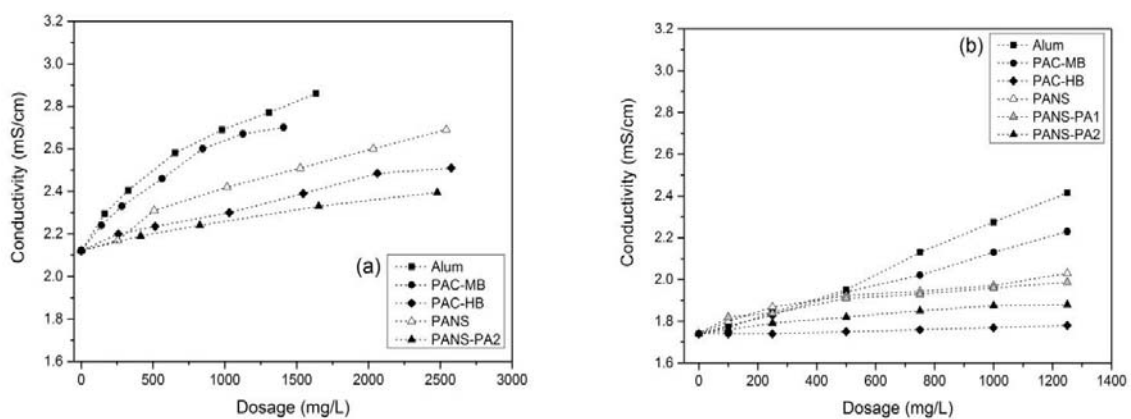 3.2
3.0
2.8
2.6
2.4
2.2
2.0
1.8
1.6
Conductivity (mS/cm)
(a)
Alum
PAC-MB
PAC-HB
PANS
PANS-PA2
0 500 1000 1500 2000 2500 3000
Dosage (mg/L)
3.2
3.0
2.8
2.6
2.4
2.2
2.0
1.8
1.6
Conductivity (mS/cm)
(b)
Alum
PAC-MB
PAC-HB
PANS
PANS-PA1
PANS-PA2
0 200 400 600 800 1000 1200 1400
Dosage (mg/L)